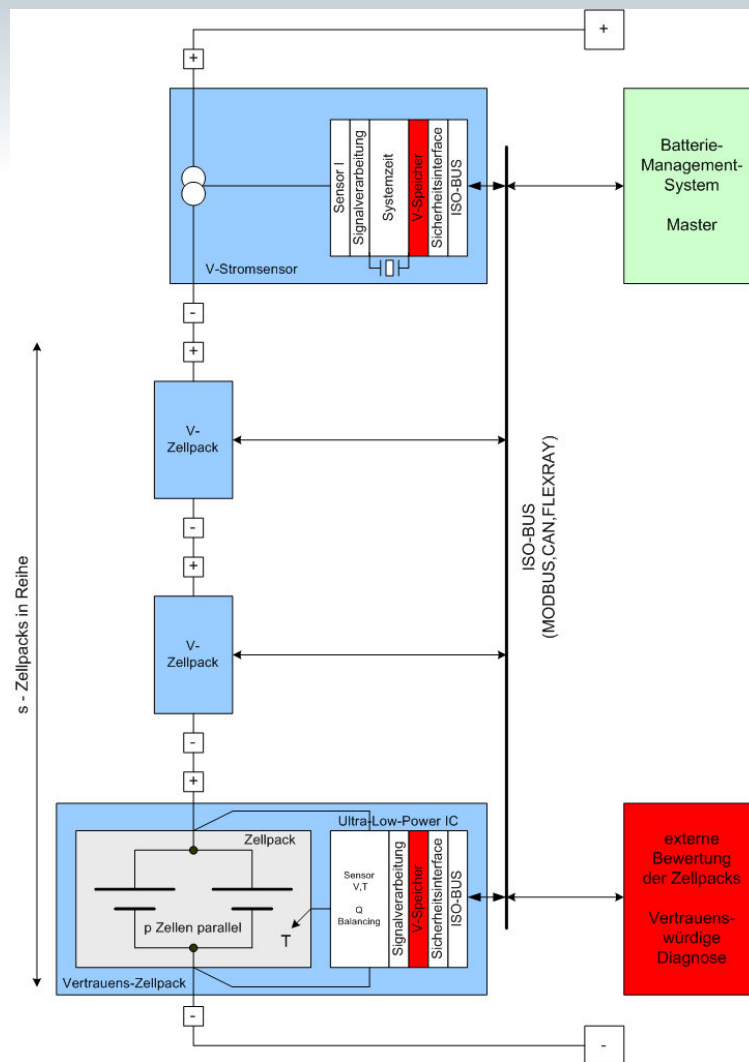 +
+
Sensor I
Signalverarbeitung
Systemzeit
V-Speicher
Sicherheitsinterface
ISO-BUS
V-Stromsensor
Batterie-
Management-
System
Master
-
+
V-
Zellpack
-
+
V-
Zellpack
-
+
s - Zellpacks in Reihe
ISO-BUS
(MODBUS,CAN,FLEXRAY)
Ultra-Low-Power IC
Zellpack
p Zellen parallel
T
Sensor
V,T
Q
Balancing
Signalverarbeitung
V-Speicher
Sicherheitsinterface
ISO-BUS
Vertrauens-Zellpack
externe
Bewertung
der Zellpacks
Vertrauens-
würdige
Diagnose
-
-